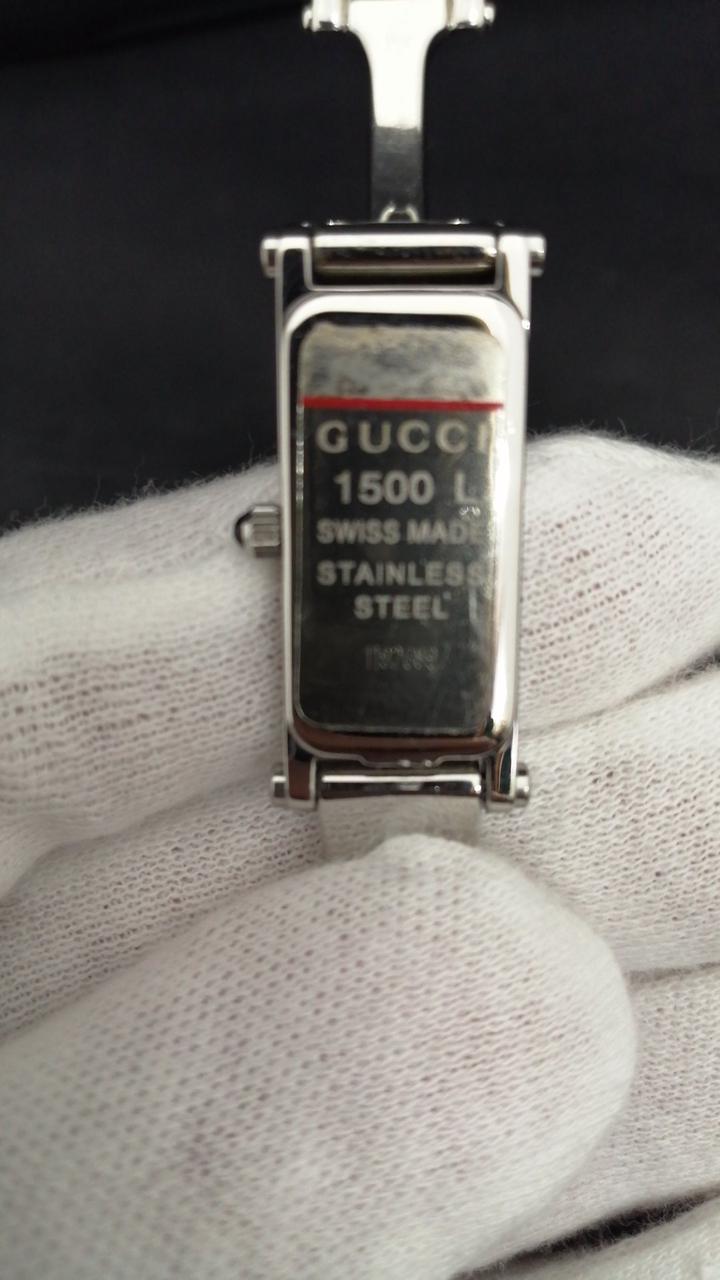 GUCCI
1500 L
SWISS MADE
STAINLESS
STEEL